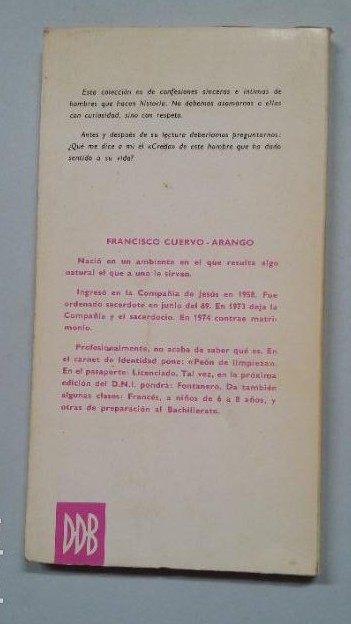 Esta colección es de confesiones sinceras e íntimas de
hombres que hacen historia. No debemos asomarnos a ellas
con curiosidad, sino con respeto.
Antes y después de su lectura deberíamos preguntarnos:
¿Qué me dice a mí el «Credo» de este hombre que ha dado
sentido a su vida?
FRANCISCO CUERVO-ARANGO
Nació en un ambiente en el que resulta algo
natural el que a uno le sirvan.
Ingresó en la Compañía de Jesús en 1958. Fue
ordenado sacerdote en junio del 69. En 1973 deja la
Compañía y el sacerdocio. En 1974 contrae matri-
monio.
Profesionalmente, no acaba de saber qué es. En
el carnet de Identidad pone: «Peón de limpieza».
En el pasaporte: Licenciado. Tal vez, en la próxima
edición del D.N.I. pondrá: Fontanero. Da también
algunas clases: Francés, a niños de 6 a 8 años, y
otras de preparación al Bachillerato.
DDB